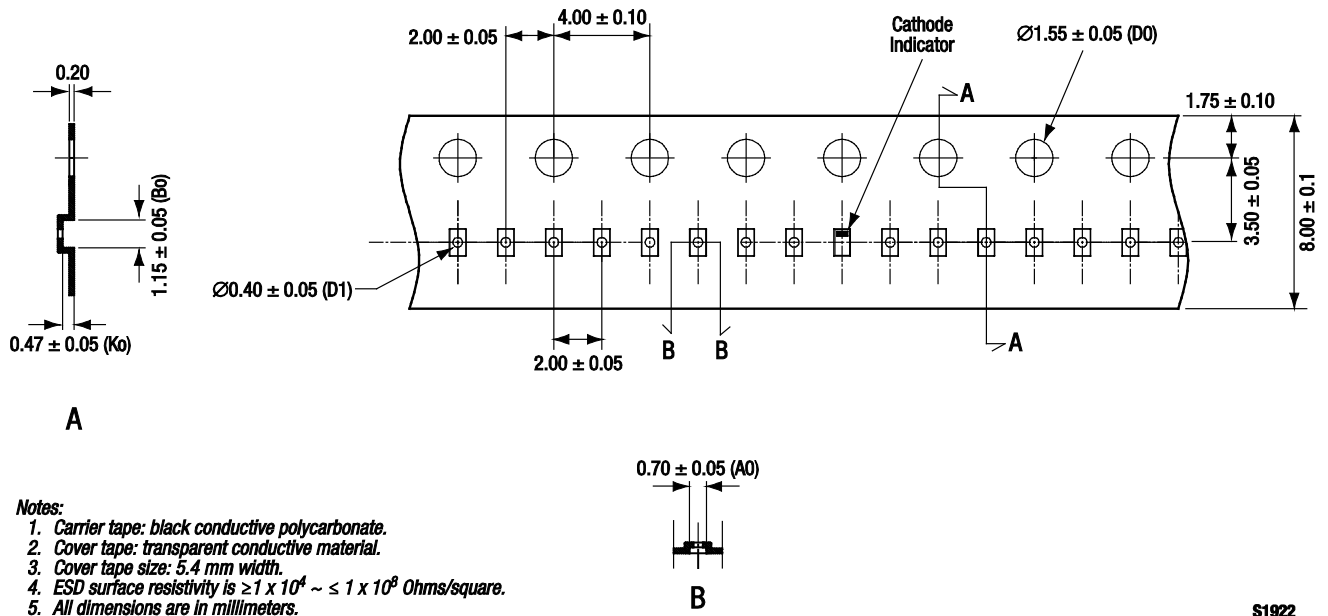 4.00 ± 0.10
2.00 ± 0.05
Cathode
Indicator
Ø1.55 ± 0.05 (D0)
0.20
A
1.75 ± 0.10
1.15 ± 0.05 (Bo)
3.50 ± 0.05
8.00 ± 0.1
Ø0.40 ± 0.05 (D1)
0.47 ± 0.05 (Ko)
B
B
A
2.00 ± 0.05
A
0.70 ± 0.05 (A0)
B
Notes:
1. Carrier tape: black conductive polycarbonate.
2. Cover tape: transparent conductive material.
3. Cover tape size: 5.4 mm width.
4. ESD surface resistivity is ≥1 x 10⁴ ~ ≤ 1 x 10⁸ Ohms/square.
5. All dimensions are in millimeters.
S1922